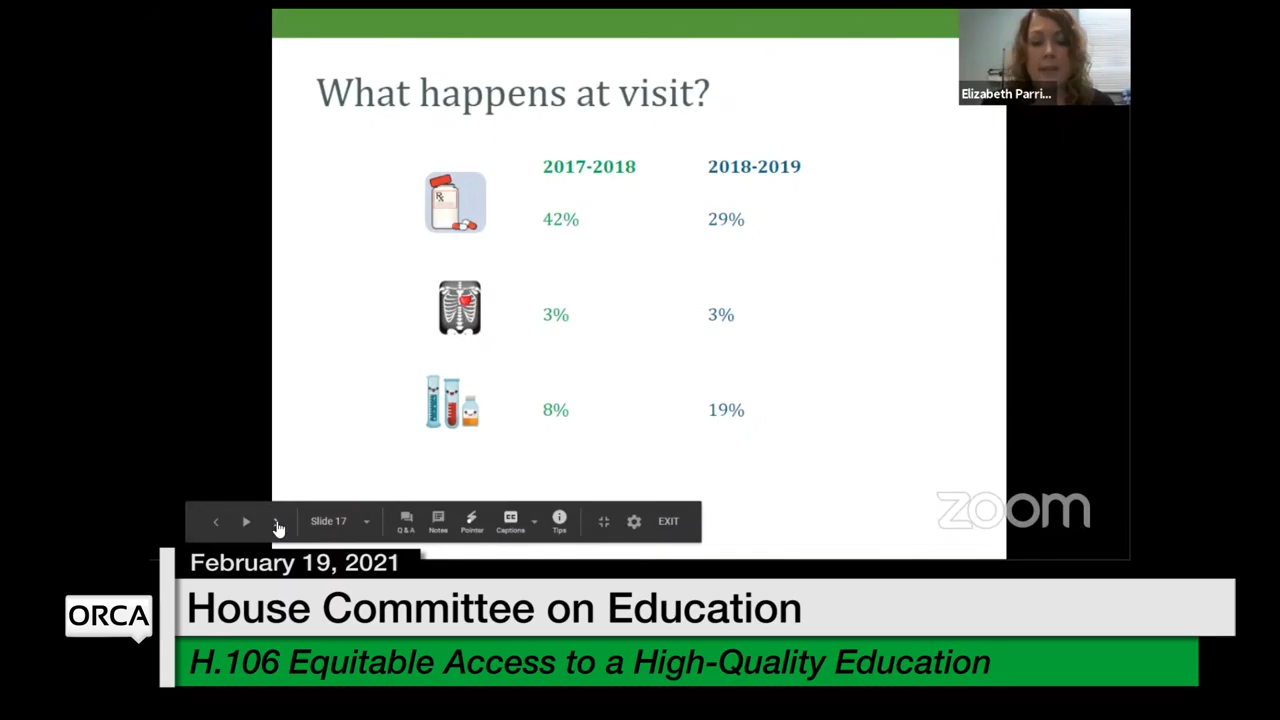 What happens at visit?
Elizabeth Parri...
2017-2018 2018-2019
Rx
42% 29%
3% 3%
8% 19%
zoom
Slide 17
Q & A Notes Pointer CC Captions Tips EXIT
February 19, 2021
ORCA
House Committee on Education
H.106 Equitable Access to a High-Quality Education